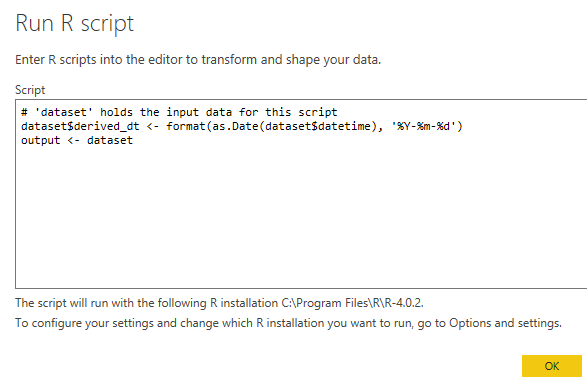 Run R script
Enter R scripts into the editor to transform and shape your data.
Script
# 'dataset' holds the input data for this script
dataset$derived_dt <- format(as.Date(dataset$datetime), '%Y-%m-%d')
output <- dataset
The script will run with the following R installation C:\Program Files\R\R-4.0.2.
To configure your settings and change which R installation you want to run, go to Options and settings.
OK